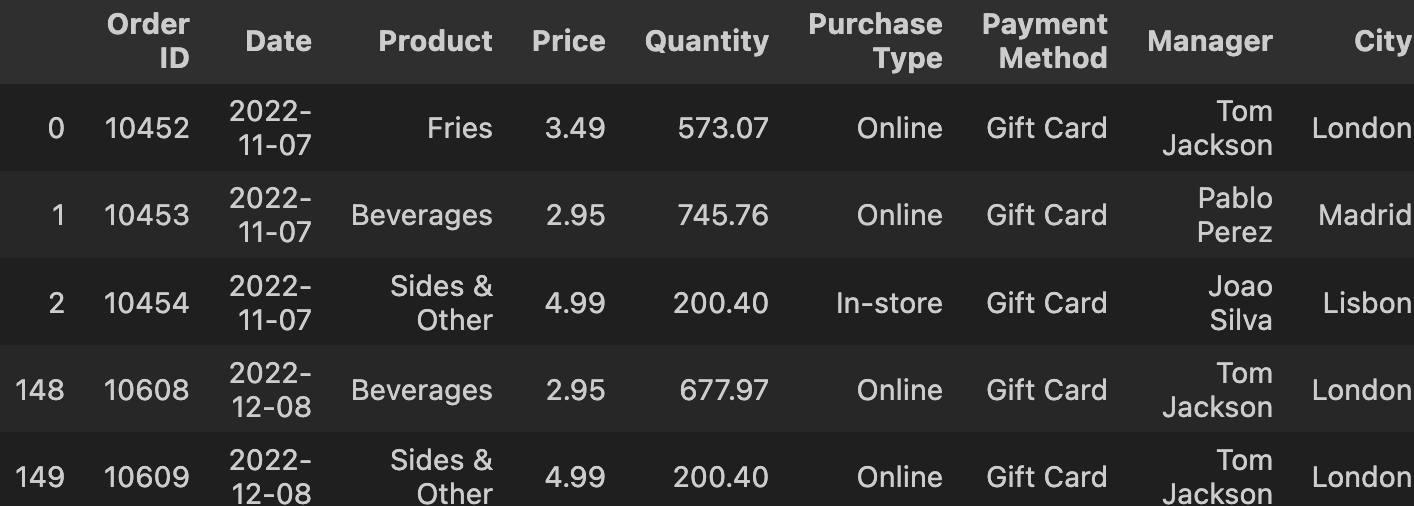 Order ID Date Product Price Quantity Purchase Type Payment Method Manager City
0 10452 2022-11-07 Fries 3.49 573.07 Online Gift Card Tom Jackson London
1 10453 2022-11-07 Beverages 2.95 745.76 Online Gift Card Pablo Perez Madrid
2 10454 2022-11-07 Sides & Other 4.99 200.40 In-store Gift Card Joao Silva Lisbon
148 10608 2022-12-08 Beverages 2.95 677.97 Online Gift Card Tom Jackson London
149 10609 2022-12-08 Sides & Other 4.99 200.40 Online Gift Card Tom Jackson London